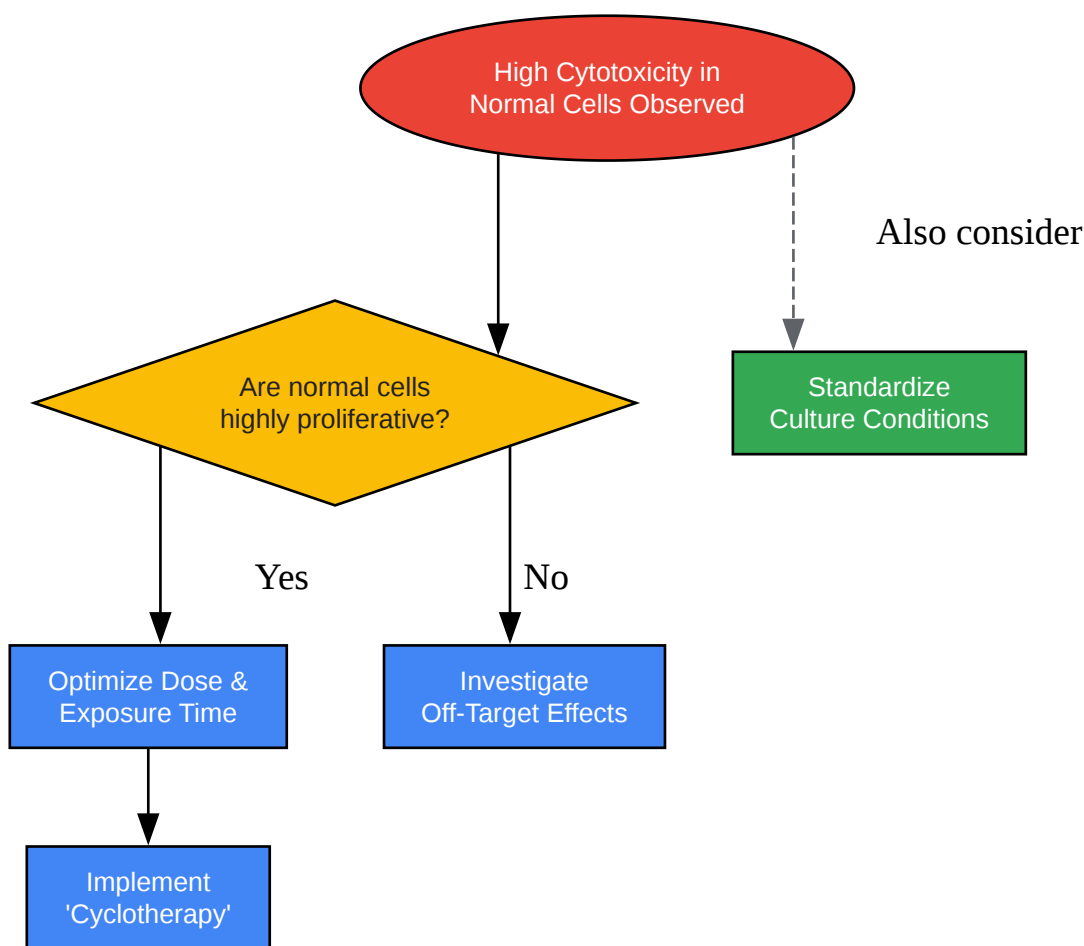 High Cytotoxicity in
Normal Cells Observed
Also consider
Are normal cells
highly proliferative?
Standardize
Culture Conditions
Yes
No
Optimize Dose &
Exposure Time
Investigate
Off-Target Effects
Implement
'Cyclotherapy'